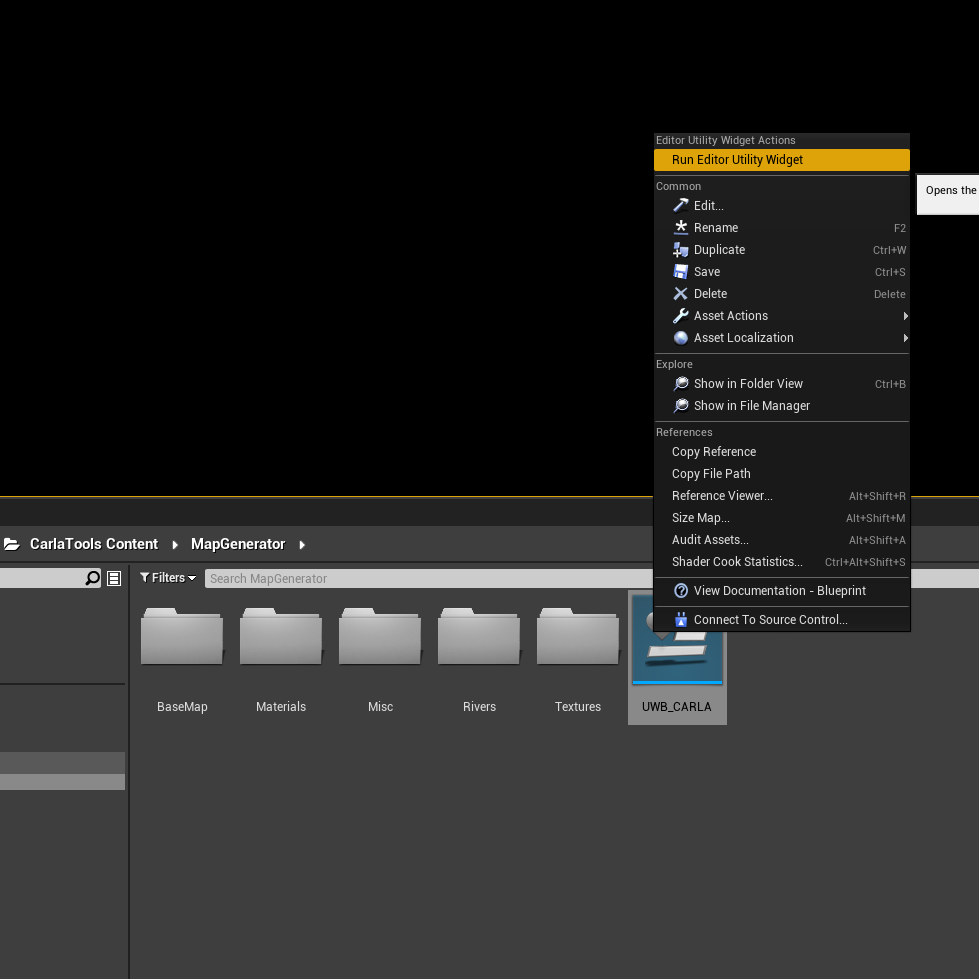 Editor Utility Widget Actions
Run Editor Utility Widget
Opens the
Common
Edit...
Rename F2
Duplicate Ctrl+W
Save Ctrl+S
Delete Delete
Asset Actions
Asset Localization
Explore
Show in Folder View Ctrl+B
Show in File Manager
References
Copy Reference
Copy File Path
Reference Viewer... Alt+Shift+R
Size Map... Alt+Shift+M
Audit Assets... Alt+Shift+A
Shader Cook Statistics... Ctrl+Alt+Shift+S
View Documentation - Blueprint
Connect To Source Control...
CarlaTools Content MapGenerator
Filters Search MapGenerator
BaseMap Materials Misc Rivers Textures UWB_CARLA